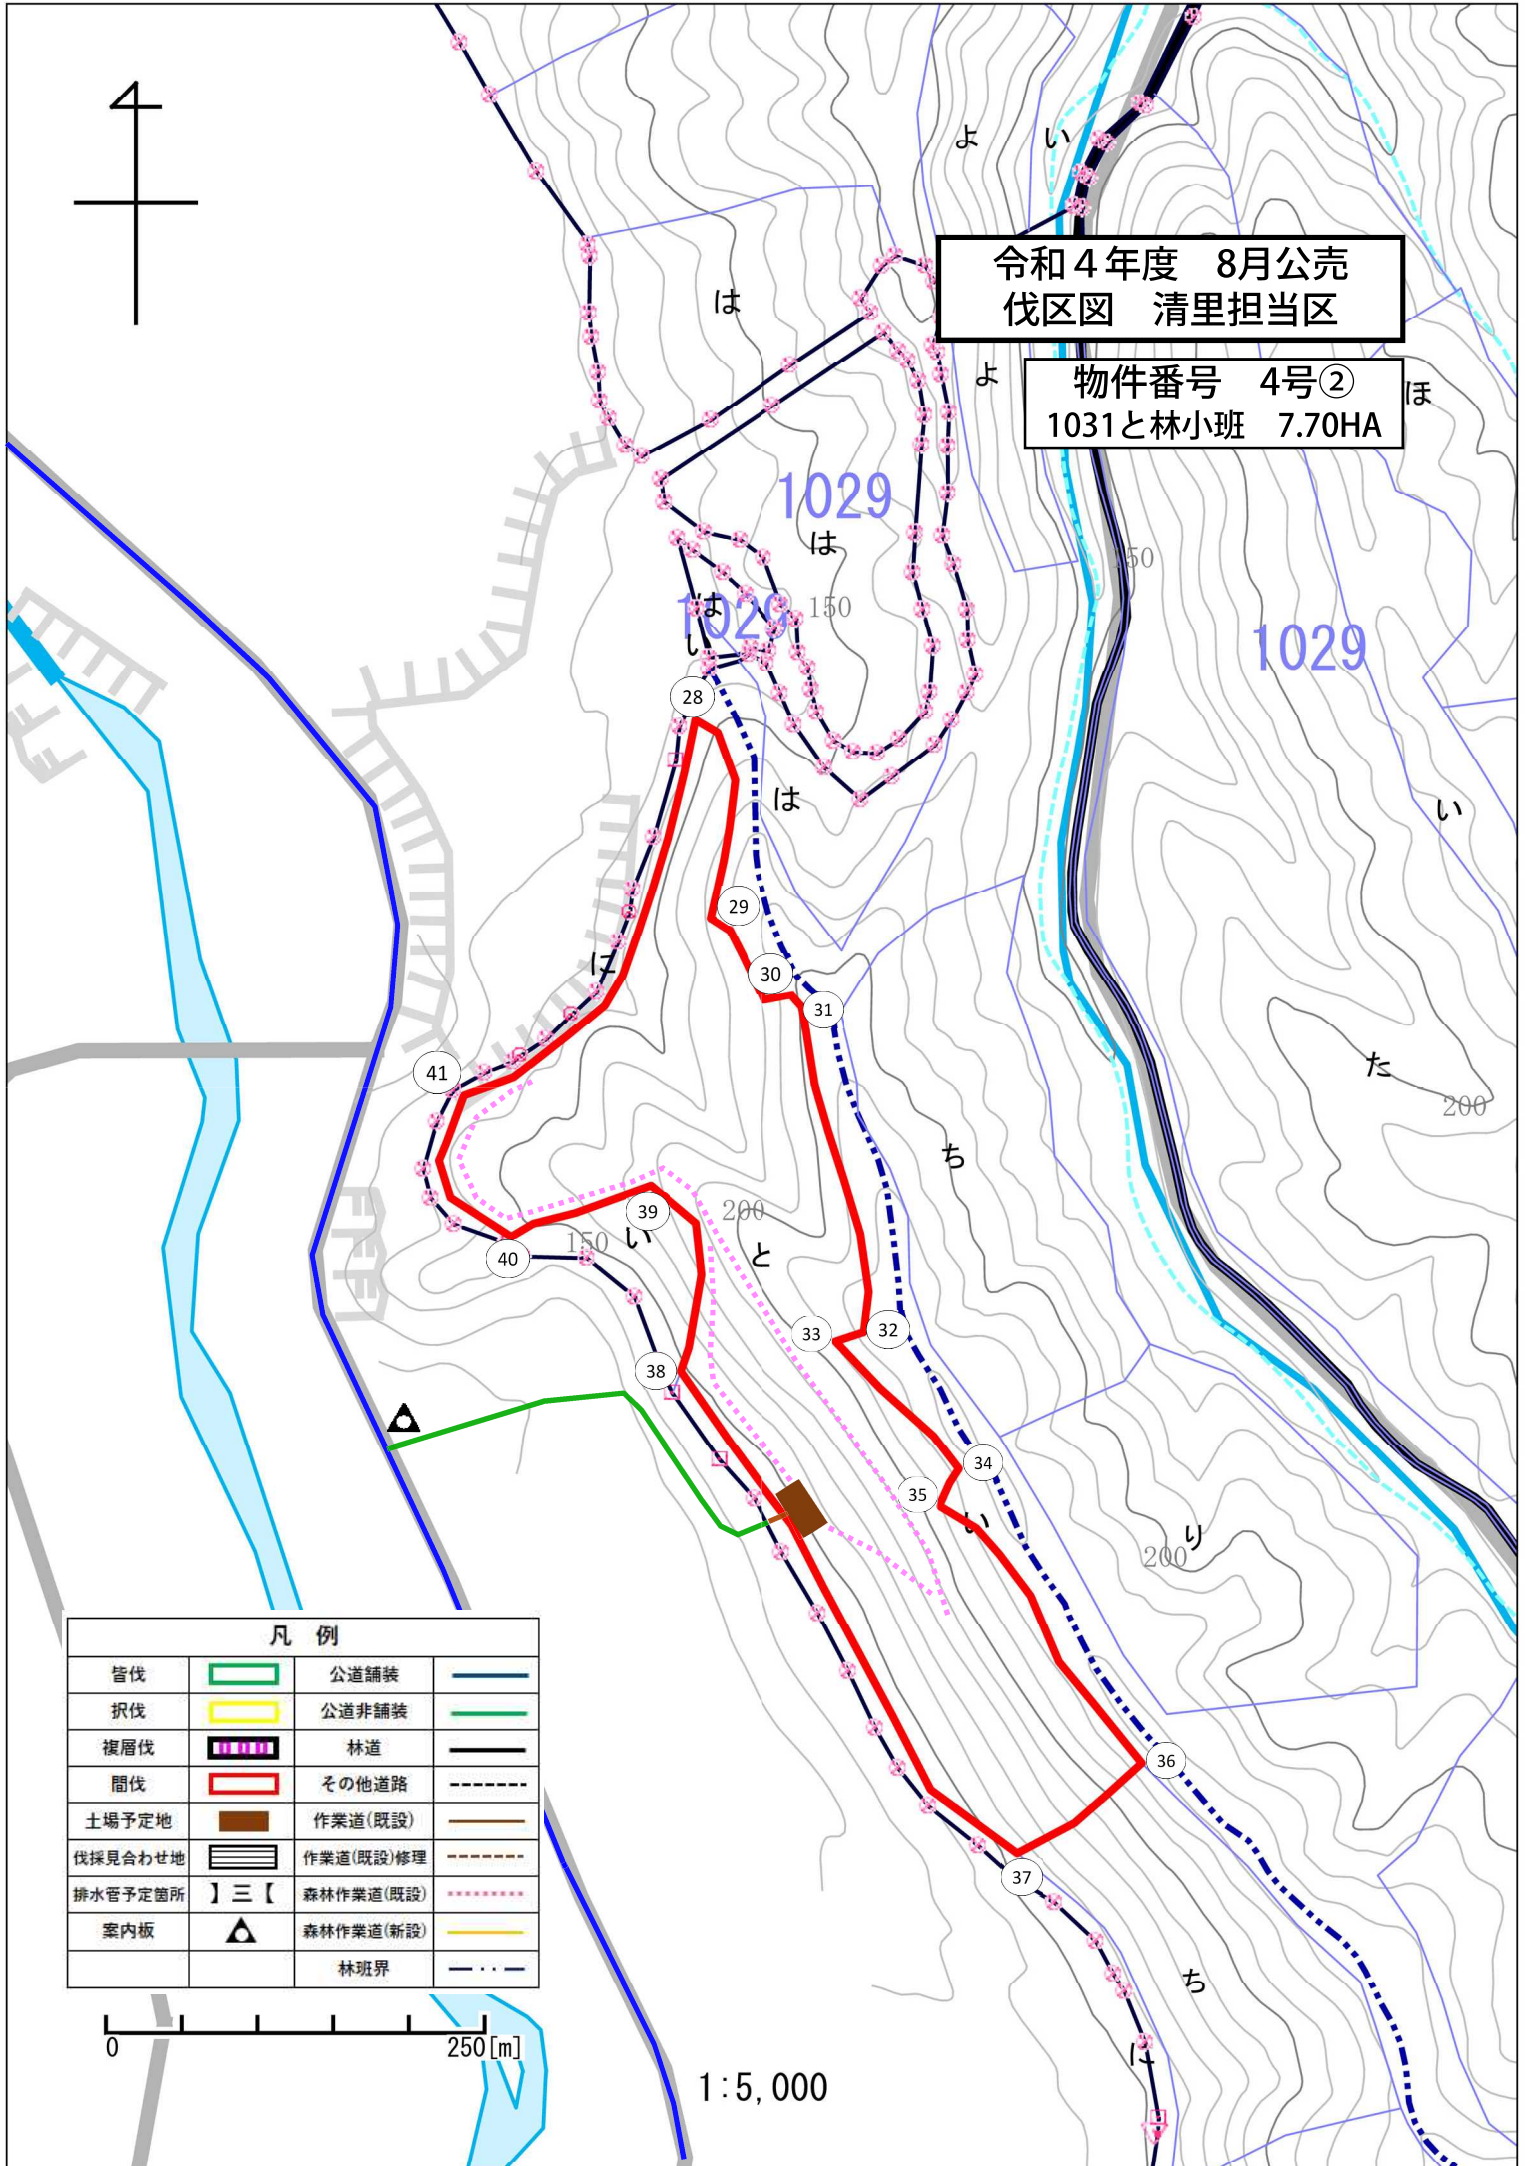 よ
い
令和４年度　8月公売
伐区図　清里担当区
は
よ
物件番号　4号②
1031と林小班　7.70HA
ほ
1029
は
150
は
150
1029
1029
い
28
は
い
29
に
30
31
41
た
200
ち
39
200
い
150
と
40
33
32
38
34
35
い
り
200
36
37
凡　例
皆伐　公道舗装
択伐　公道非舗装
複層伐　林道
間伐　その他道路
土場予定地　作業道(既設)
伐採見合わせ地　作業道(既設)修理
排水管予定箇所　】三【　森林作業道(既設)
案内板　森林作業道(新設)
林班界
ち
に
0　250[m]
1:5,000